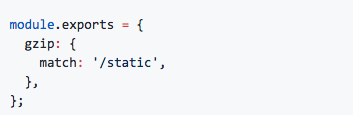 module.exports = {
  gzip: {
    match: '/static',
  },
};